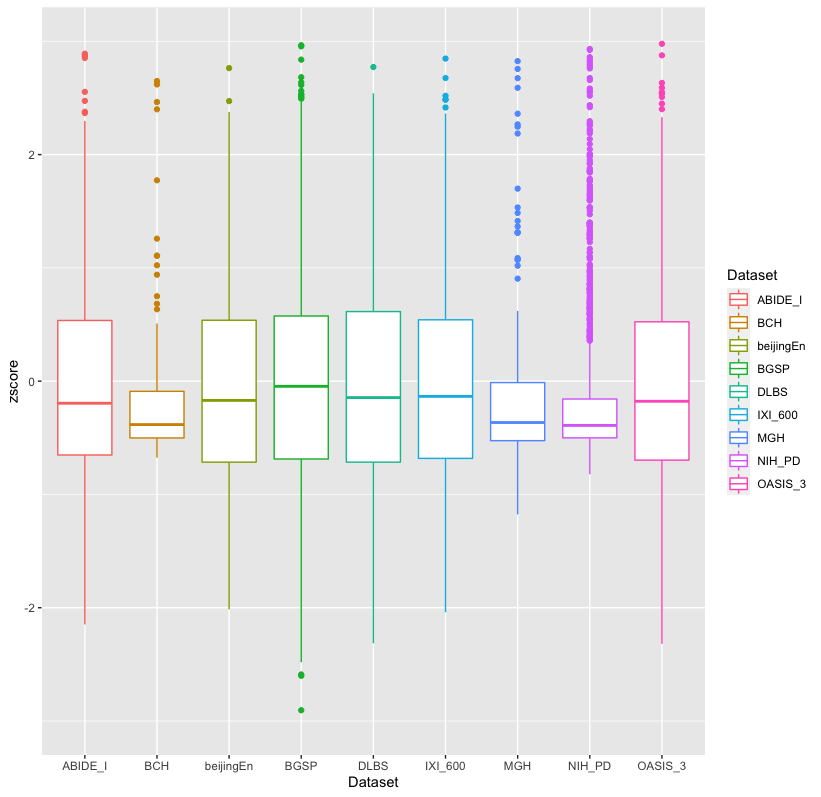 zscore
2
0
-2
ABIDE_I BCH beijingEn BGSP DLBS IXI_600 MGH NIH_PD OASIS_3
Dataset
Dataset
ABIDE_I
BCH
beijingEn
BGSP
DLBS
IXI_600
MGH
NIH_PD
OASIS_3